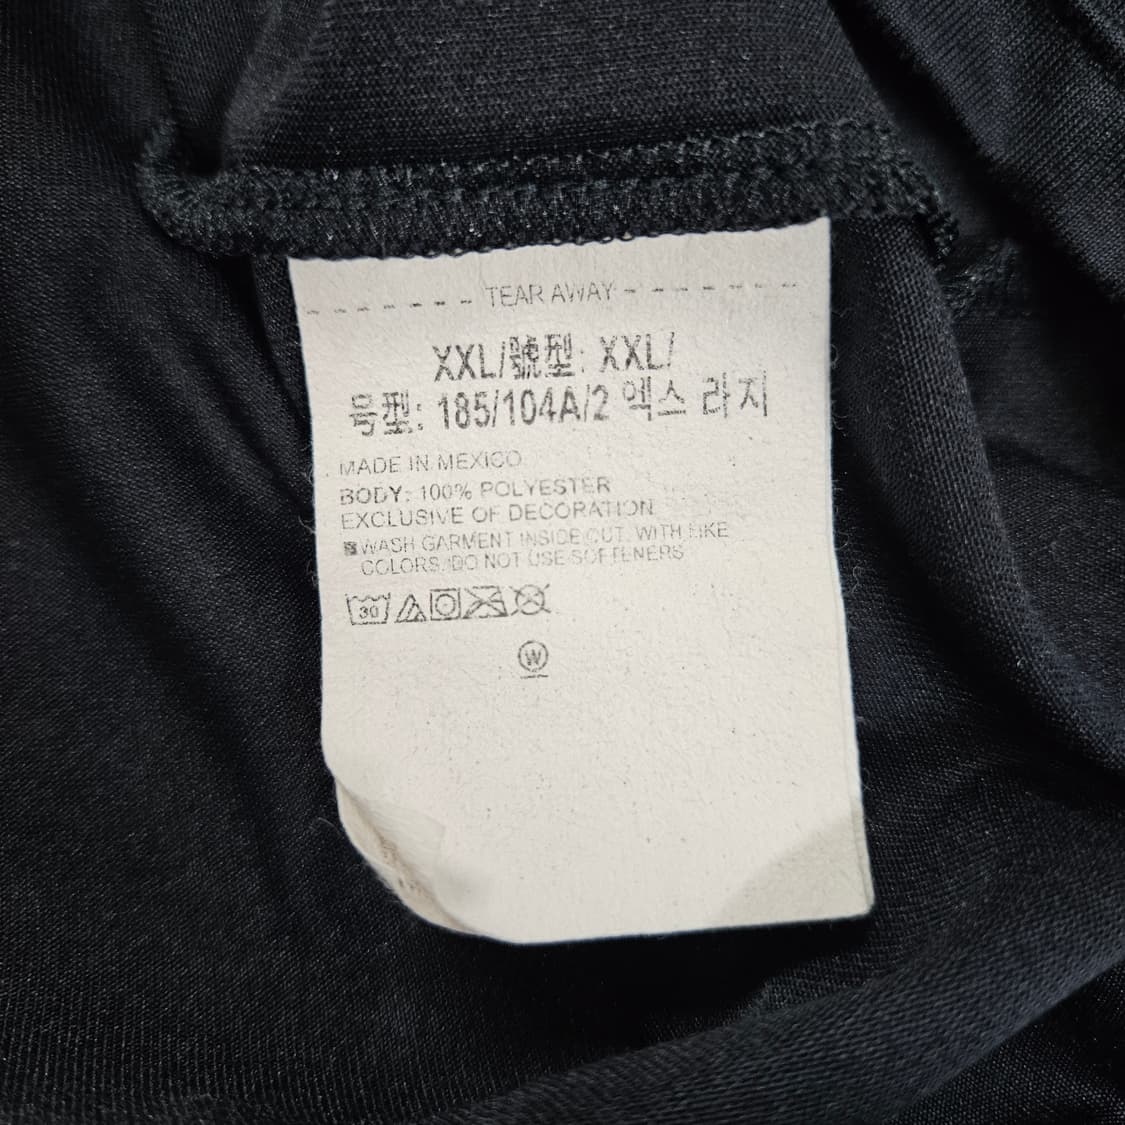 TEAR AWAY
XXL/號型: XXL/
号型: 185/104A/2 엑스 라지
MADE IN MEXICO
BODY: 100% POLYESTER
EXCLUSIVE OF DECORATION
WASH GARMENT INSIDE OUT, WITH LIKE
COLORS. DO NOT USE SOFTENERS
30
W